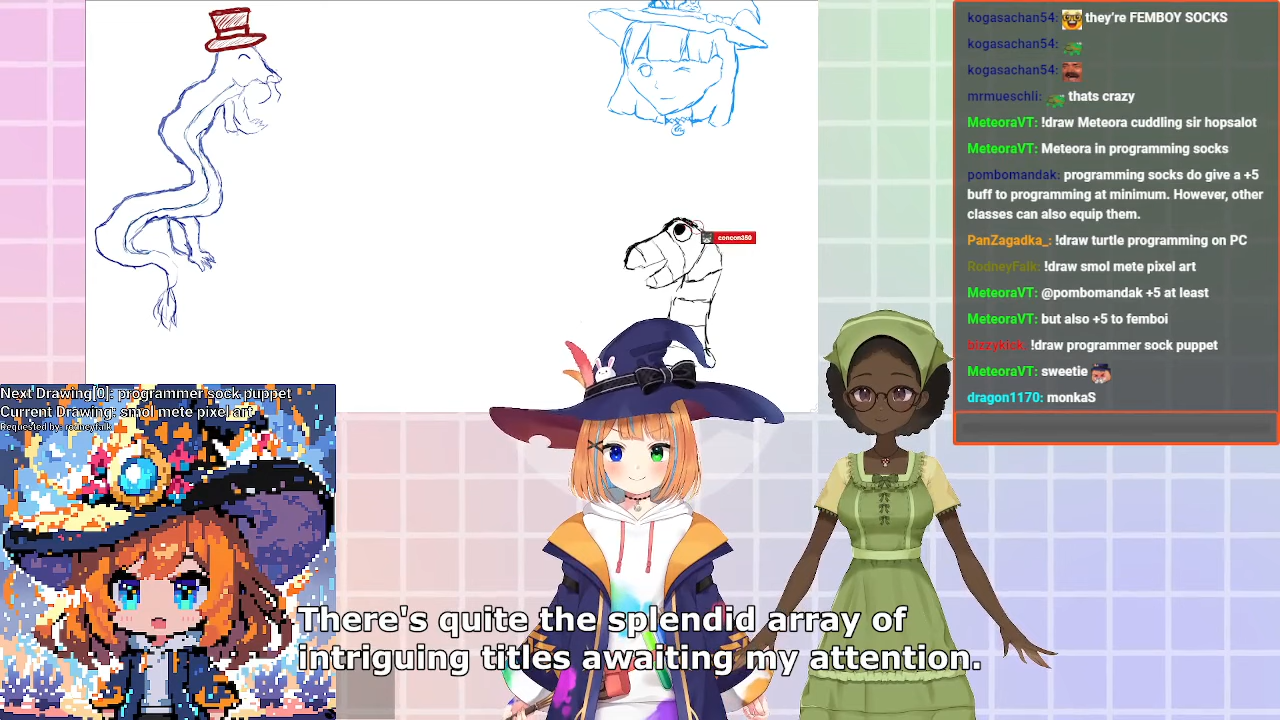 kogasachan54: they're FEMBOY SOCKS
kogasachan54:
kogasachan54:
mrmueschli: thats crazy
MeteoraVT: !draw Meteora cuddling sir hopsalot
MeteoraVT: Meteora in programming socks
pombomandak: programming socks do give a +5
buff to programming at minimum. However, other
classes can also equip them.
PanZagadka_: !draw turtle programming on PC
RodneyFalk: !draw smol mete pixel art
MeteoraVT: @pombomandak +5 at least
MeteoraVT: but also +5 to femboi
bizzykick: !draw programmer sock puppet
MeteoraVT: sweetie
dragon1170: monkaS
concon350
Next Drawing[0]: programmer sock puppet
Current Drawing: smol mete pixel art
Requested by: rodneyfalk
There's quite the splendid array of
intriguing titles awaiting my attention.